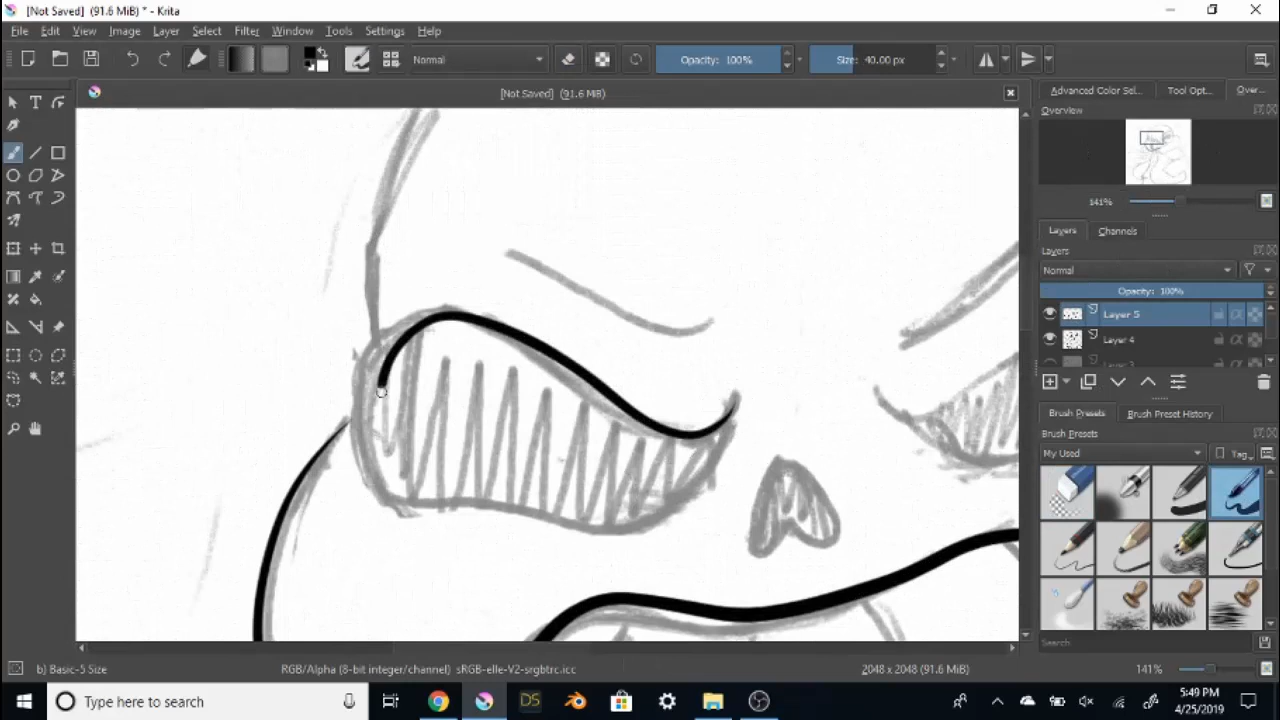 [Not Saved] (91.6 MiB) * - Krita
File Edit View Image Layer Select Filter Tools Settings Window Help
Normal Opacity: 100% Size: 40.00 px
[Not Saved] (91.6 MiB)
Advanced Color Sel... Tool Opt... Over...
Overview
141%
Layers Channels
Layers
Normal
Opacity: 100%
Layer 5
Layer 4
Brush Presets Brush Preset History
Brush Presets
My Used Tag
Search
b) Basic-5 Size RGB/Alpha (8-bit integer/channel) sRGB-elle-V2-srgbtrc.icc 2048 x 2048 (91.6 MiB) 141%
Type here to search
DS
5:49 PM
4/25/2019